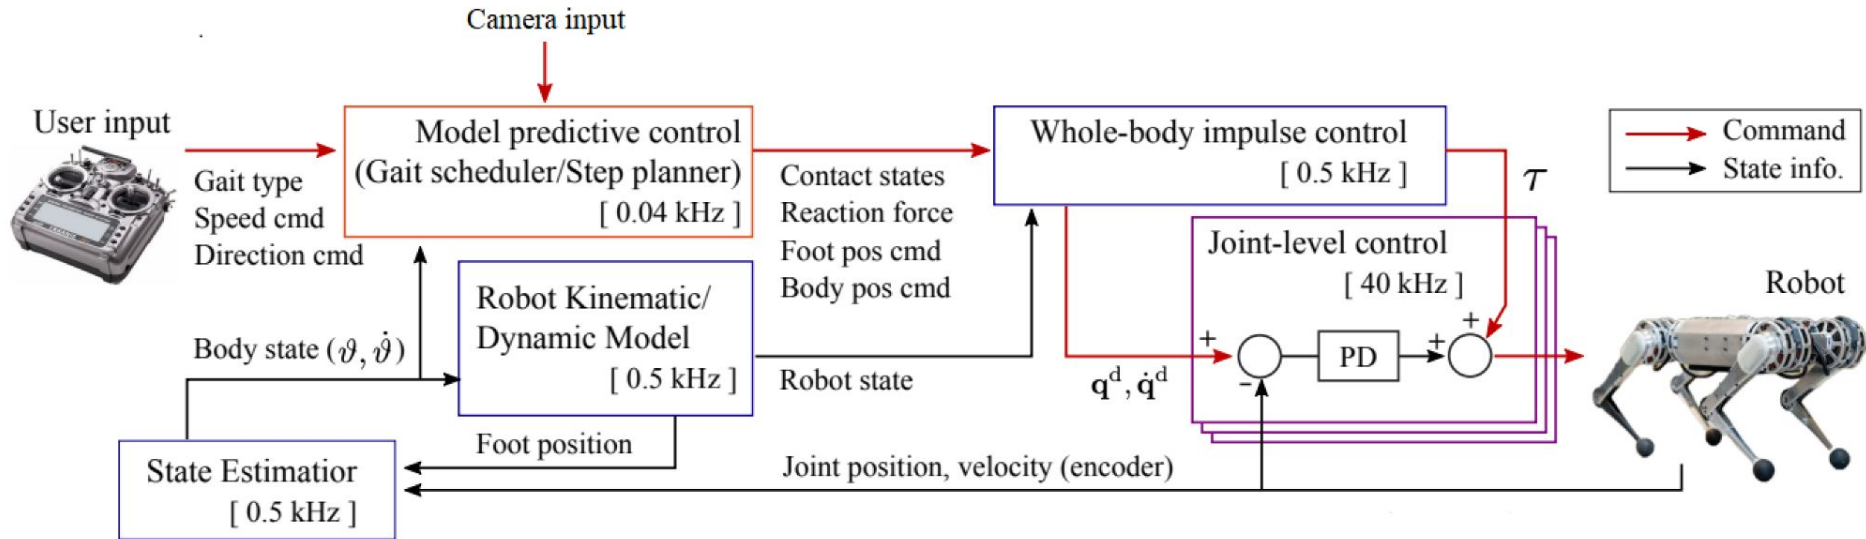 Camera input
User input
Gait type
Speed cmd
Direction cmd
Model predictive control
(Gait scheduler/Step planner)
[ 0.04 kHz ]
Contact states
Reaction force
Foot pos cmd
Body pos cmd
Whole-body impulse control
[ 0.5 kHz ]
τ
Command
State info.
Joint-level control
[ 40 kHz ]
+
-
PD
+
+
Robot
Robot Kinematic/
Dynamic Model
[ 0.5 kHz ]
Body state (ϑ, ϑ̇)
Robot state
q^d, q̇^d
Foot position
State Estimatior
[ 0.5 kHz ]
Joint position, velocity (encoder)